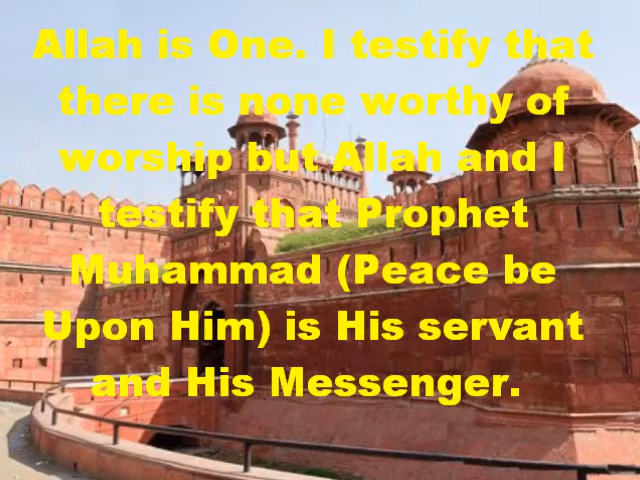 Allah is One. I testify that
there is none worthy of
worship but Allah and I
testify that Prophet
Muhammad (Peace be
Upon Him) is His servant
and His Messenger.